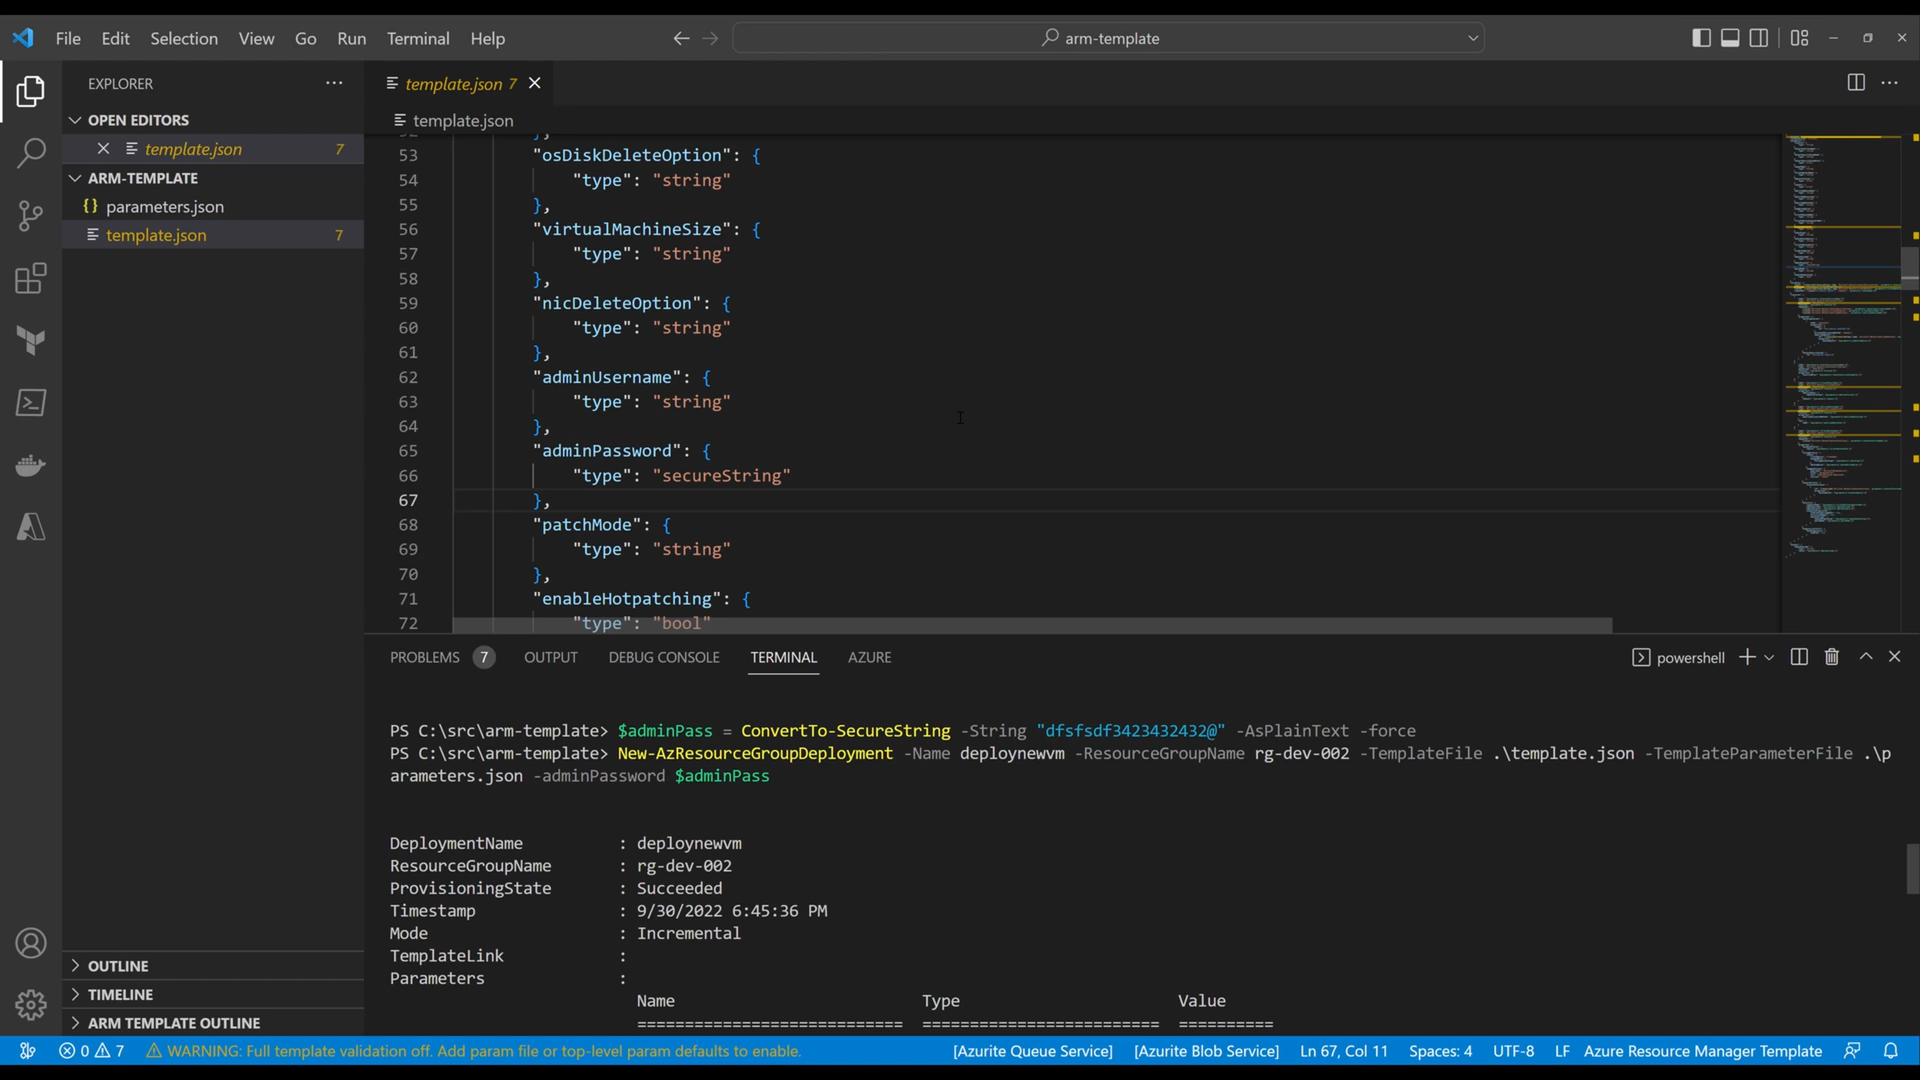 File Edit Selection View Go Run Terminal Help
arm-template
EXPLORER
OPEN EDITORS
template.json 7
ARM-TEMPLATE
parameters.json
template.json 7
OUTLINE
TIMELINE
ARM TEMPLATE OUTLINE
template.json 7
template.json
53 "osDiskDeleteOption": {
54 "type": "string"
55 },
56 "virtualMachineSize": {
57 "type": "string"
58 },
59 "nicDeleteOption": {
60 "type": "string"
61 },
62 "adminUsername": {
63 "type": "string"
64 },
65 "adminPassword": {
66 "type": "secureString"
67 },
68 "patchMode": {
69 "type": "string"
70 },
71 "enableHotpatching": {
72 "type": "bool"
PROBLEMS 7 OUTPUT DEBUG CONSOLE TERMINAL AZURE
powershell
PS C:\src\arm-template> $adminPass = ConvertTo-SecureString -String "dfsfsdf3423432432@" -AsPlainText -force
PS C:\src\arm-template> New-AzResourceGroupDeployment -Name deploynewvm -ResourceGroupName rg-dev-002 -TemplateFile .\template.json -TemplateParameterFile .\p
arameters.json -adminPassword $adminPass
DeploymentName : deploynewvm
ResourceGroupName : rg-dev-002
ProvisioningState : Succeeded
Timestamp : 9/30/2022 6:45:36 PM
Mode : Incremental
TemplateLink :
Parameters :
Name Type Value
============================ ========================= ==========
0 7 WARNING: Full template validation off. Add param file or top-level param defaults to enable. [Azurite Queue Service] [Azurite Blob Service] Ln 67, Col 11 Spaces: 4 UTF-8 LF Azure Resource Manager Template